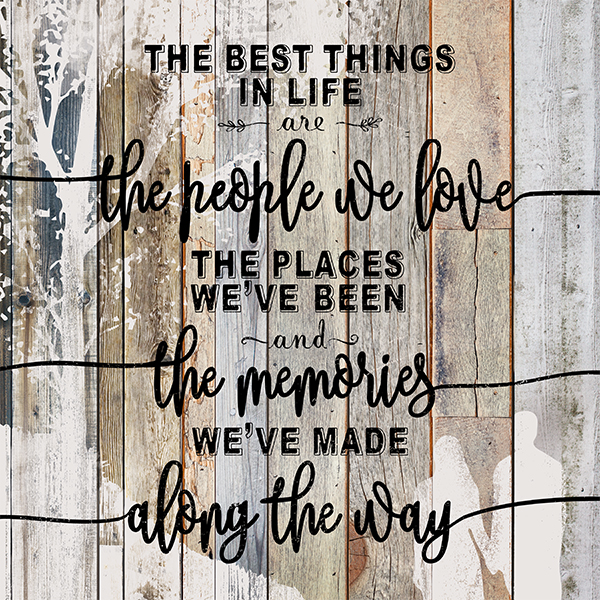 THE BEST THINGS
IN LIFE
are
the people we love
THE PLACES
WE'VE BEEN
and
the memories
WE'VE MADE
along the way